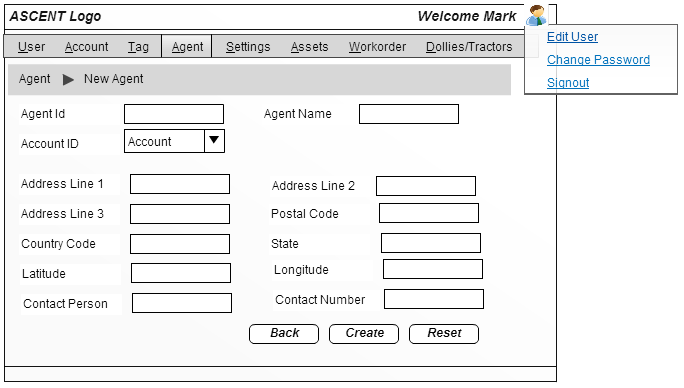 ASCENT Logo Welcome Mark
Edit User
Change Password
Signout
User Account Tag Agent Settings Assets Workorder Dollies/Tractors
Agent New Agent
Agent Id Agent Name
Account ID Account
Address Line 1 Address Line 2
Address Line 3 Postal Code
Country Code State
Latitude Longitude
Contact Person Contact Number
Back Create Reset